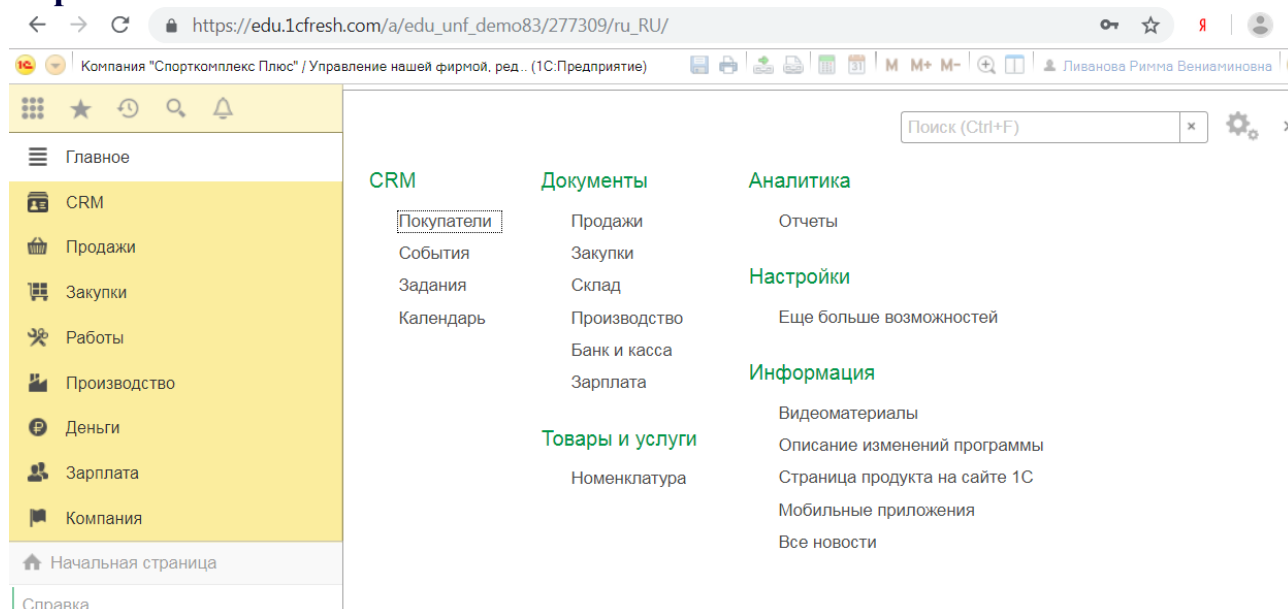 https://edu.1cfresh.com/a/edu_unf_demo83/277309/ru_RU/
Я
1С Компания "Спорткомплекс Плюс" / Управление нашей фирмой, ред.. (1С:Предприятие) 31 M M+ M- Ливанова Римма Вениаминовна
Поиск (Ctrl+F) ×
Главное
CRM
Продажи
Закупки
Работы
Производство
Деньги
Зарплата
Компания
Начальная страница
Справка
CRM
Покупатели
События
Задания
Календарь
Документы
Продажи
Закупки
Склад
Производство
Банк и касса
Зарплата
Товары и услуги
Номенклатура
Аналитика
Отчеты
Настройки
Еще больше возможностей
Информация
Видеоматериалы
Описание изменений программы
Страница продукта на сайте 1С
Мобильные приложения
Все новости